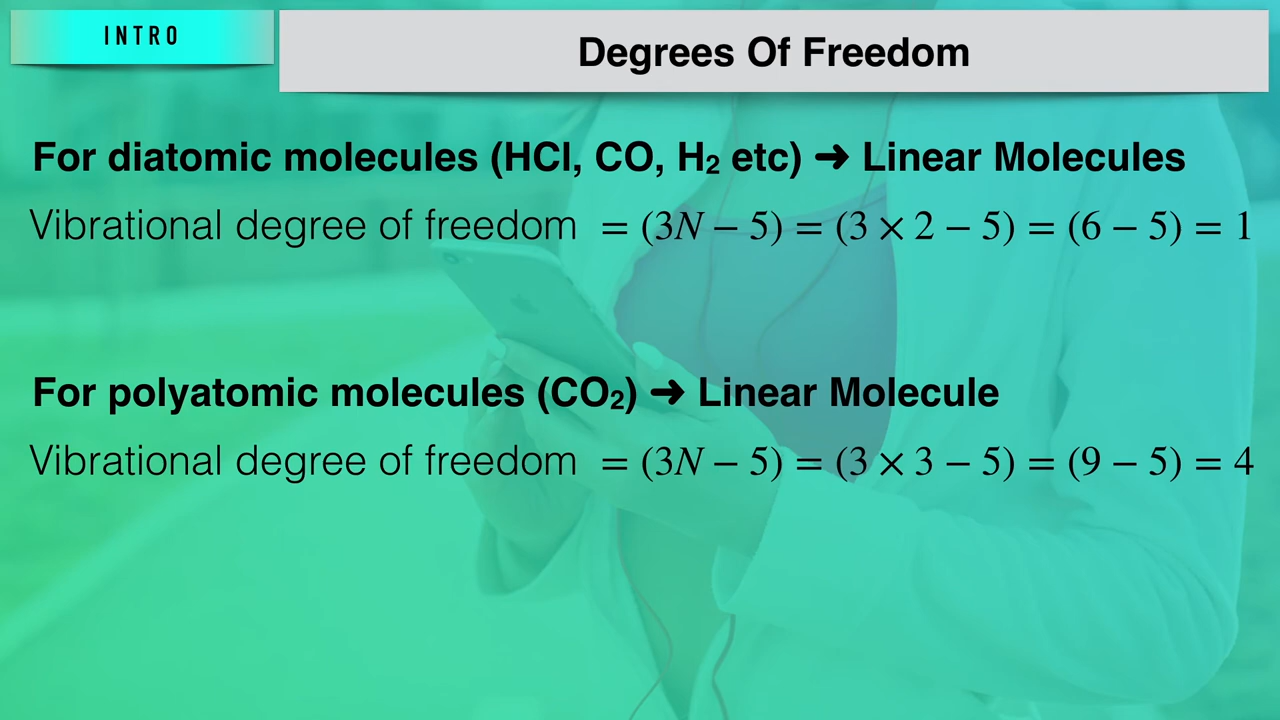 INTRO
Degrees Of Freedom
For diatomic molecules (HCl, CO, H₂ etc) ➜ Linear Molecules
Vibrational degree of freedom = (3N − 5) = (3 × 2 − 5) = (6 − 5) = 1
For polyatomic molecules (CO₂) ➜ Linear Molecule
Vibrational degree of freedom = (3N − 5) = (3 × 3 − 5) = (9 − 5) = 4